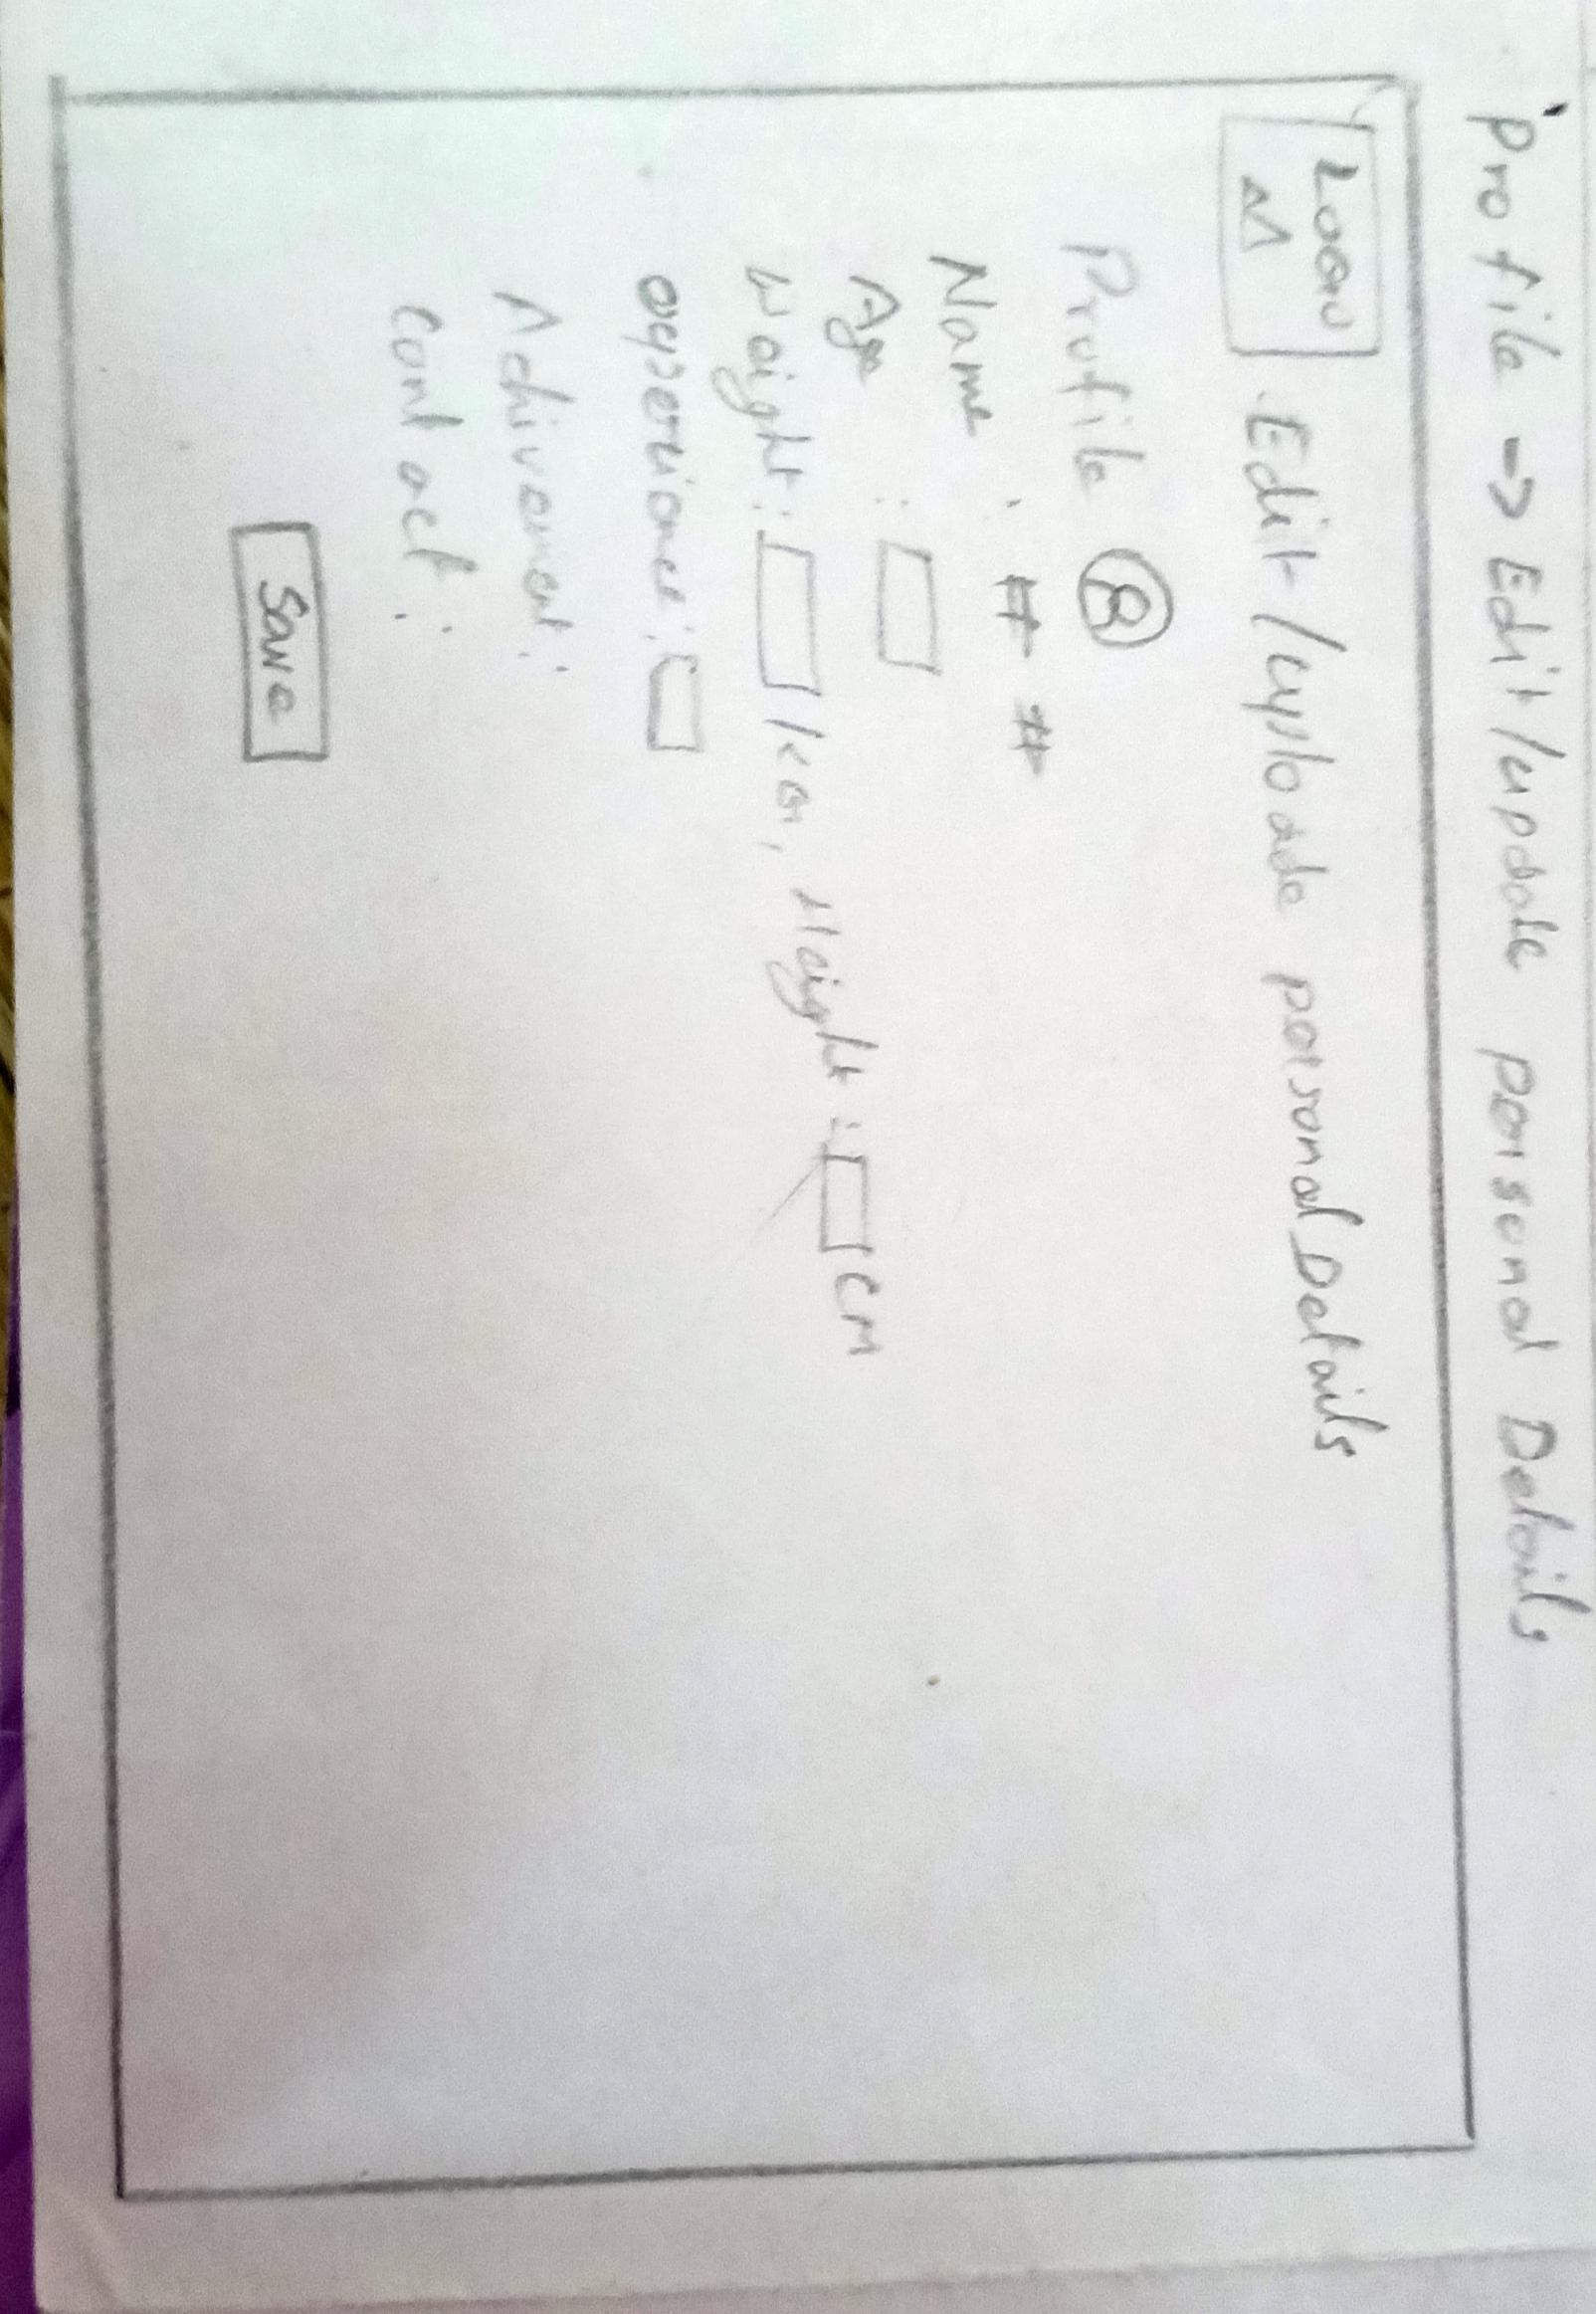 Profile → Edit/update personal Details
Logo
Edit/uploade personal Details
Profile
Name : # #
Age :
Weight : KG, Height : CM
experience :
Achivement :
Contact :
Save